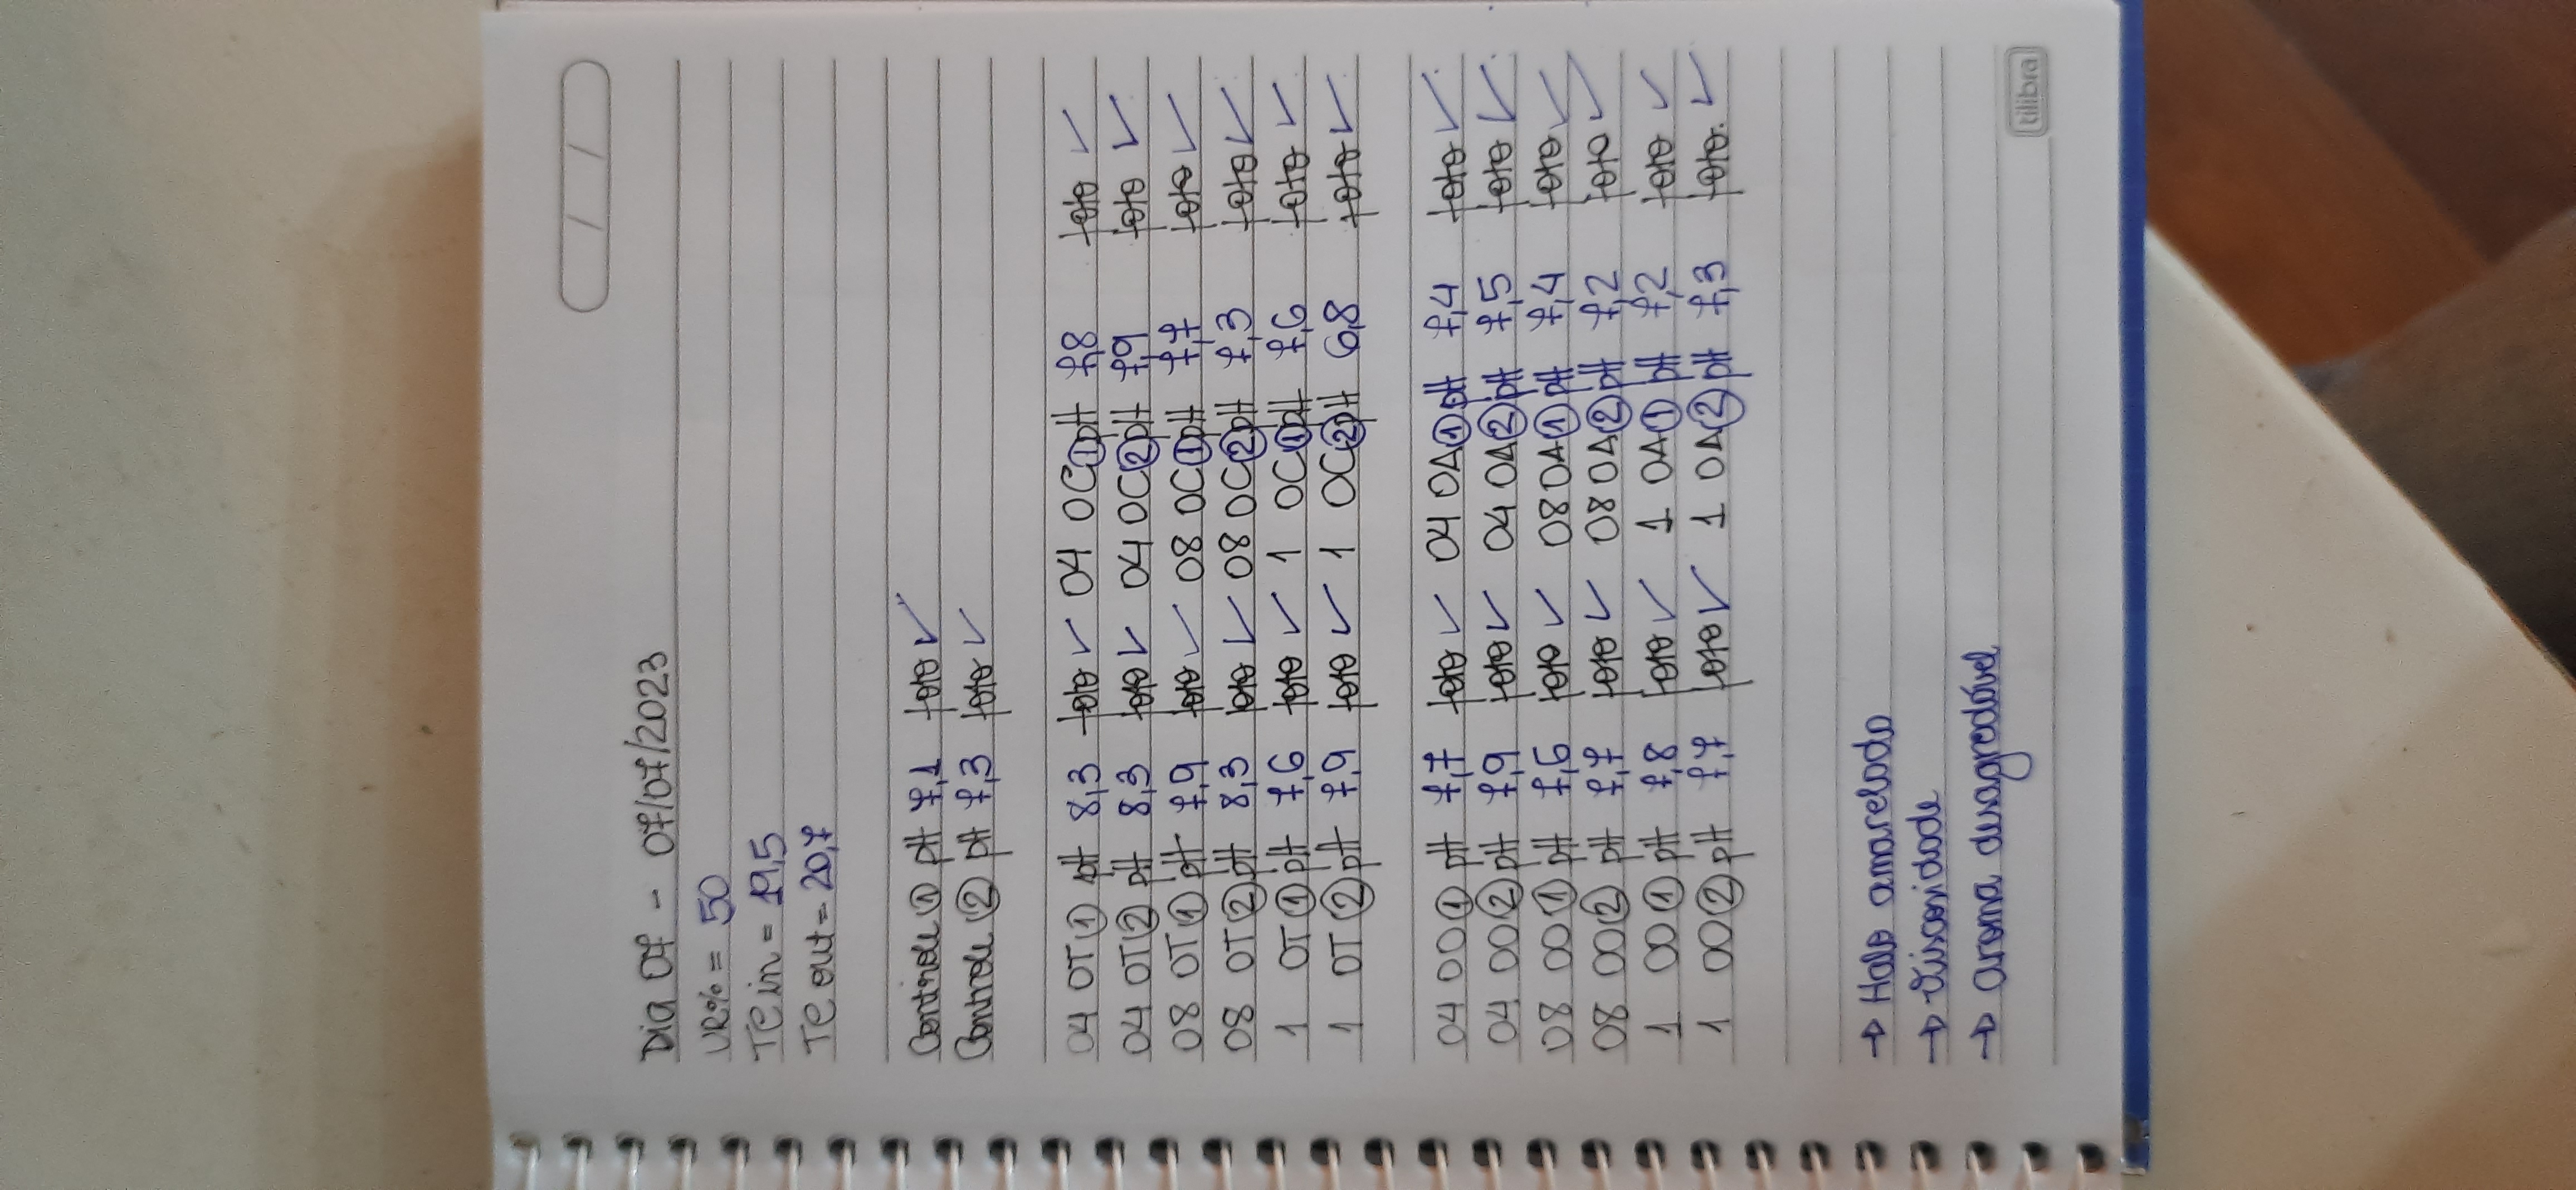 Dia 07 - 07/07/2023
UR% = 50
TC in = 19,5
TC out = 20,7
Controle ① pH 7,1 foto ✓
Controle ② pH 7,3 foto ✓
04 OT ① pH 8,3 foto ✓ 04 OC ① pH 7,8 foto ✓
04 OT ② pH 8,3 foto ✓ 04 OC ② pH 7,9 foto ✓
08 OT ① pH 7,9 foto ✓ 08 OC ① pH 7,7 foto ✓
08 OT ② pH 8,3 foto ✓ 08 OC ② pH 7,3 foto ✓
1 OT ① pH 7,6 foto ✓ 1 OC ① pH 7,6 foto ✓
1 OT ② pH 7,9 foto ✓ 1 OC ② pH 6,8 foto ✓
04 OO ① pH 7,7 foto ✓ 04 OA ① pH 7,4 foto ✓
04 OO ② pH 7,9 foto ✓ 04 OA ② pH 7,5 foto ✓
08 OO ① pH 7,6 foto ✓ 08 OA ① pH 7,4 foto ✓
08 OO ② pH 7,7 foto ✓ 08 OA ② pH 7,2 foto ✓
1 OO ① pH 7,8 foto ✓ 1 OA ① pH 7,2 foto ✓
1 OO ② pH 7,7 foto ✓ 1 OA ② pH 7,3 foto. ✓
→ Halo amarelado
→ Viscosidade
→ aroma desagradável
tilibra